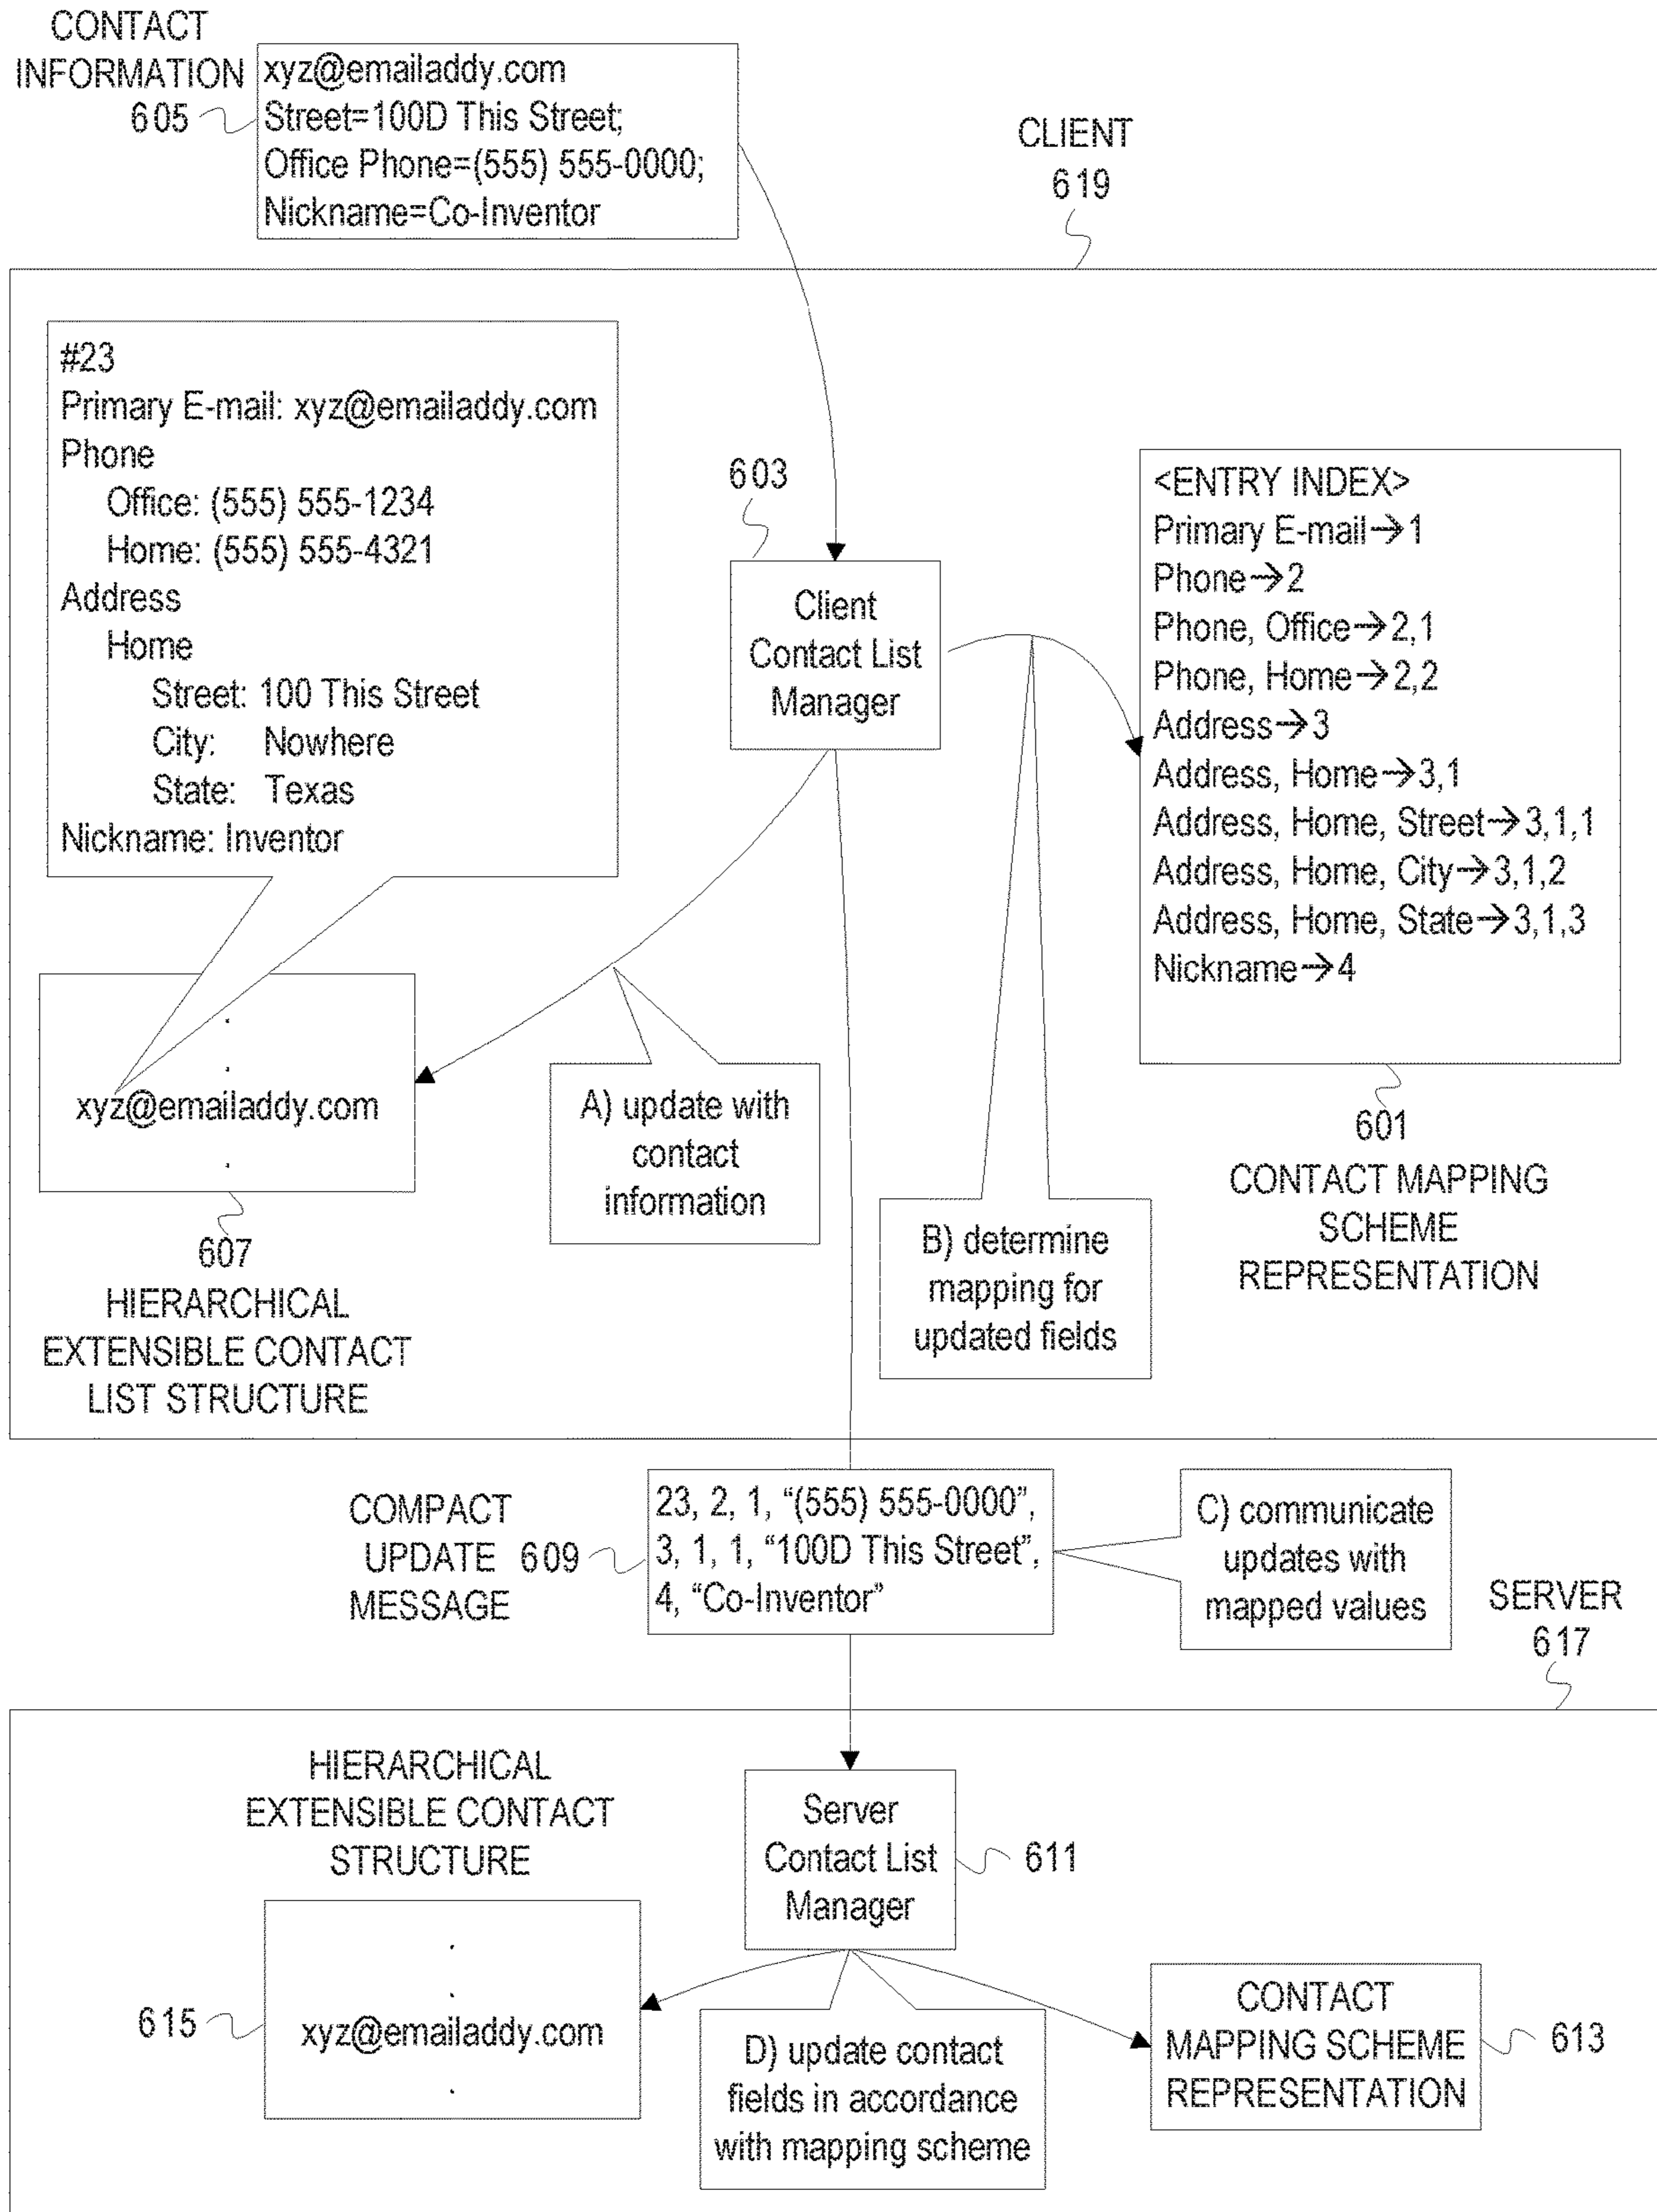 CONTACT
INFORMATION
605
xyz@emailaddy.com
Street=100D This Street;
Office Phone=(555) 555-0000;
Nickname=Co-Inventor
CLIENT
619
#23
Primary E-mail: xyz@emailaddy.com
Phone
Office: (555) 555-1234
Home: (555) 555-4321
Address
Home
Street: 100 This Street
City: Nowhere
State: Texas
Nickname: Inventor
603
Client
Contact List
Manager
<ENTRY INDEX>
Primary E-mail→1
Phone→2
Phone, Office→2,1
Phone, Home→2,2
Address→3
Address, Home→3,1
Address, Home, Street→3,1,1
Address, Home, City→3,1,2
Address, Home, State→3,1,3
Nickname→4
601
CONTACT MAPPING
SCHEME
REPRESENTATION
.
.
xyz@emailaddy.com
.
607
HIERARCHICAL
EXTENSIBLE CONTACT
LIST STRUCTURE
A) update with
contact
information
B) determine
mapping for
updated fields
COMPACT
UPDATE 609
MESSAGE
23, 2, 1, “(555) 555-0000”,
3, 1, 1, “100D This Street”,
4, “Co-Inventor”
C) communicate
updates with
mapped values
SERVER
617
HIERARCHICAL
EXTENSIBLE CONTACT
STRUCTURE
615
.
.
xyz@emailaddy.com
.
Server
Contact List
Manager
611
D) update contact
fields in accordance
with mapping scheme
CONTACT
MAPPING SCHEME
REPRESENTATION
613